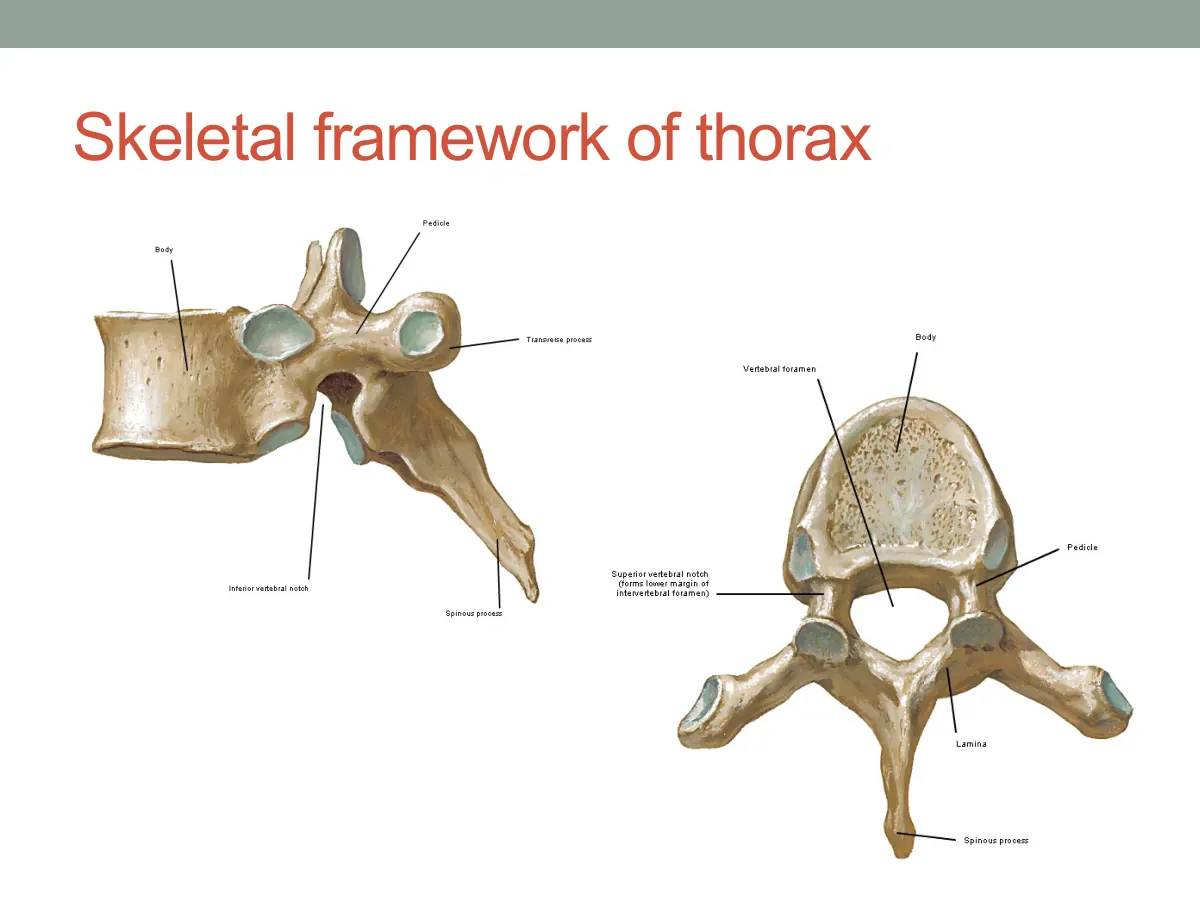 Skeletal framework of thorax
Pedicle
Body
Transverse process
Inferior vertebral notch
Spinous process
Body
Vertebral foramen
Pedicle
Superior vertebral notch
(forms lower margin of
intervertebral foramen)
Lamina
Spinous process